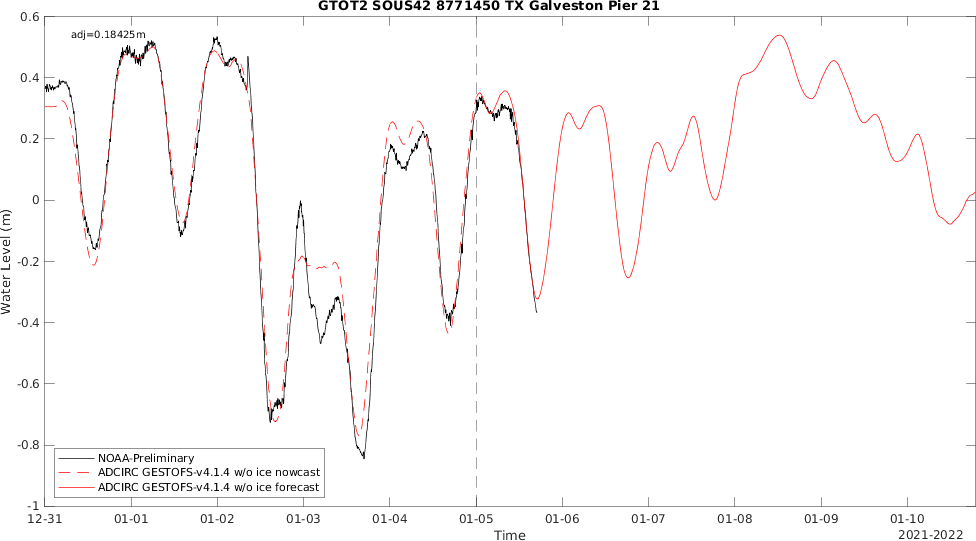 GTOT2 SOUS42 8771450 TX Galveston Pier 21
adj=0.18425m
0.6
0.4
0.2
0
-0.2
-0.4
-0.6
-0.8
-1
Water Level (m)
NOAA-Preliminary
ADCIRC GESTOFS-v4.1.4 w/o ice nowcast
ADCIRC GESTOFS-v4.1.4 w/o ice forecast
12-31 01-01 01-02 01-03 01-04 01-05 01-06 01-07 01-08 01-09 01-10
Time
2021-2022